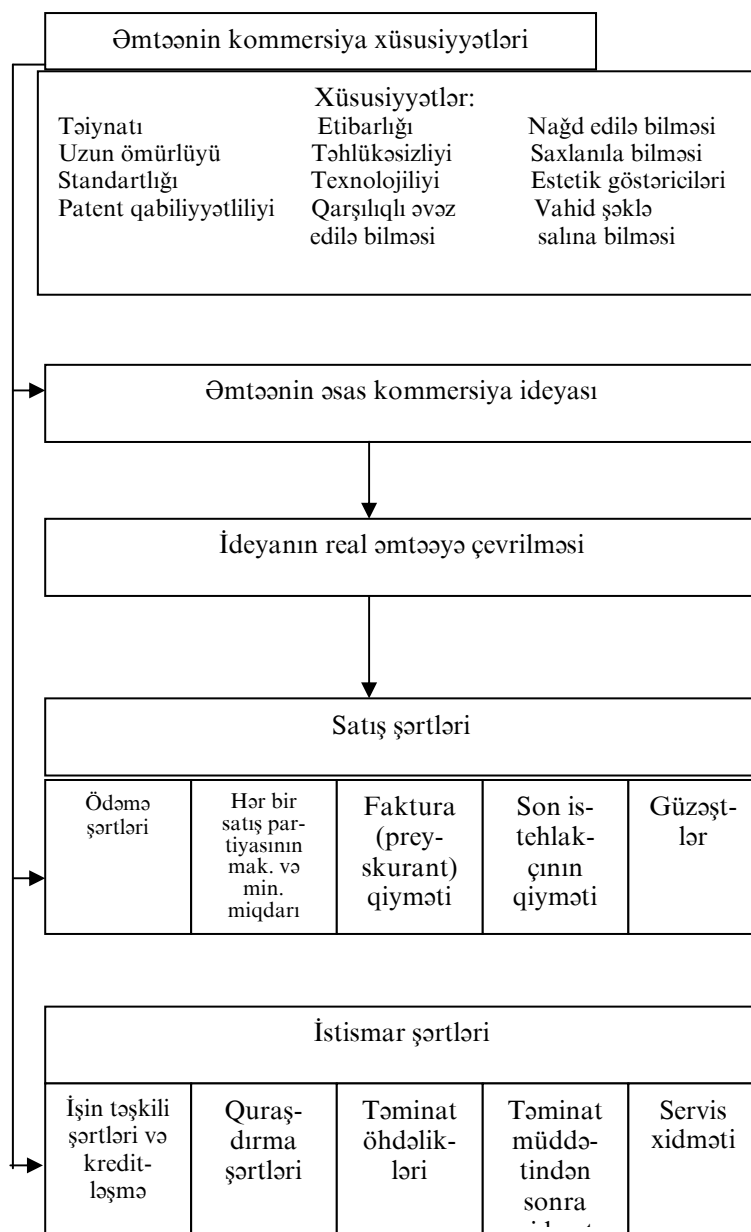 Əmtəənin kommersiya xüsusiyyətləri
Xüsusiyyətlər:
Təiynatı
Uzun ömürlüyü
Standartlığı
Patent qabiliyyətliliyi
Etibarlığı
Təhlükəsizliyi
Texnolojiliyi
Qarşılıqlı əvəz
edilə bilməsi
Nağd edilə bilməsi
Saxlanıla bilməsi
Estetik göstəriciləri
Vahid şəklə
salına bilməsi
Əmtəənin əsas kommersiya ideyası
İdeyanın real əmtəəyə çevrilməsi
Satış şərtləri
Ödəmə
şərtləri
Hər bir
satış par-
tiyasının
mak. və
min.
miqdarı
Faktura
(prey-
skurant)
qiyməti
Son is-
tehlak-
çının
qiyməti
Güzəşt-
lər
İstismar şərtləri
İşin təşkili
şərtləri və
kredit-
ləşmə
Quraş-
dırma
şərtləri
Təminat
öhdəlik-
ləri
Təminat
müddə-
tindən
sonra
Servis
xidməti